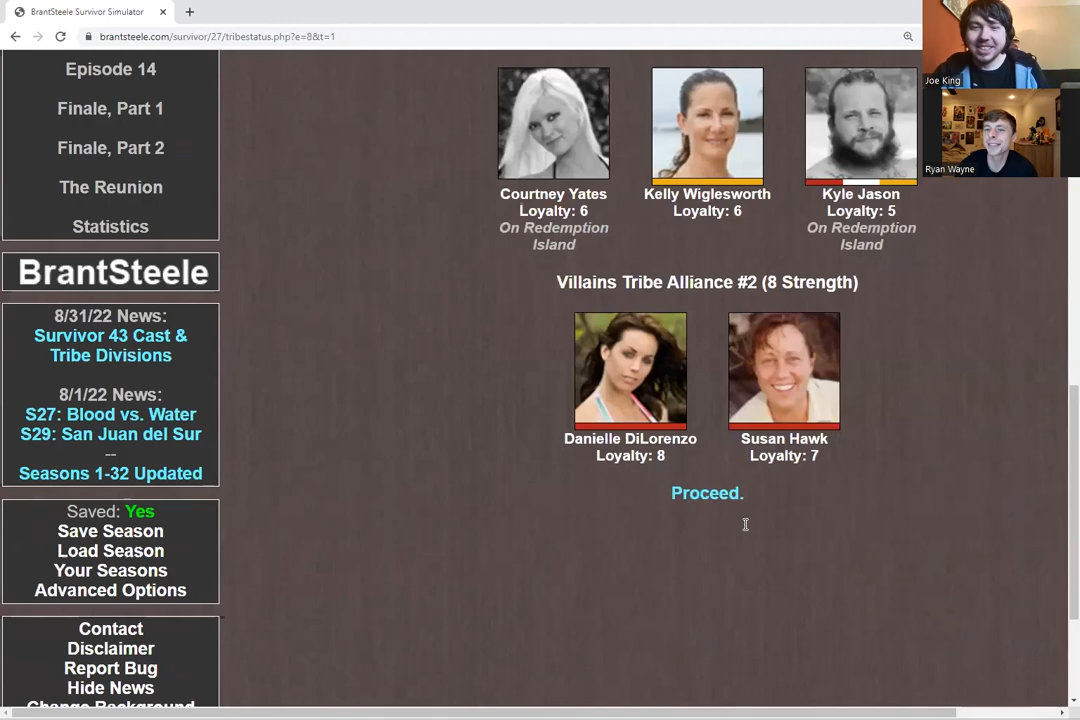 BrantSteele Survivor Simulator
brantsteele.com/survivor/27/tribestatus.php?e=8&t=1
Joe King
Ryan Wayne
Episode 14
Finale, Part 1
Finale, Part 2
The Reunion
Statistics
BrantSteele
8/31/22 News:
Survivor 43 Cast &
Tribe Divisions
8/1/22 News:
S27: Blood vs. Water
S29: San Juan del Sur
--
Seasons 1-32 Updated
Saved: Yes
Save Season
Load Season
Your Seasons
Advanced Options
Contact
Disclaimer
Report Bug
Hide News
Change Background
Courtney Yates
Loyalty: 6
On Redemption
Island
Kelly Wiglesworth
Loyalty: 6
Kyle Jason
Loyalty: 5
On Redemption
Island
Villains Tribe Alliance #2 (8 Strength)
Danielle DiLorenzo
Loyalty: 8
Susan Hawk
Loyalty: 7
Proceed.